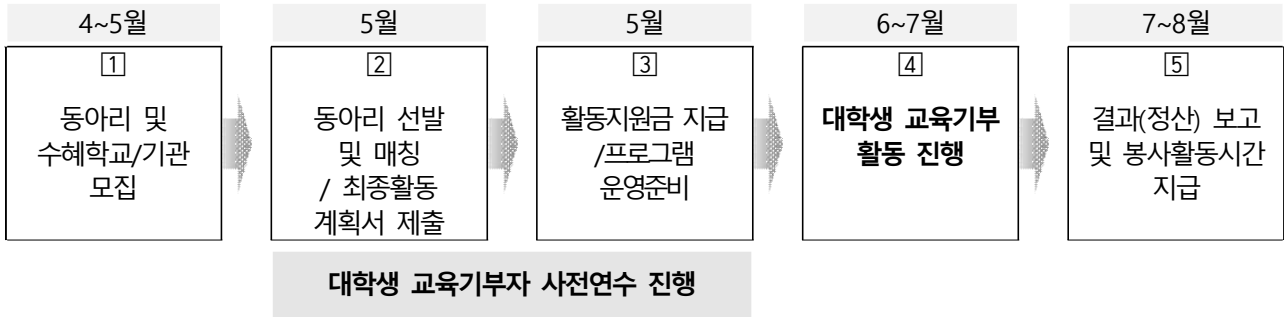 4~5월
1
동아리 및
수혜학교/기관
모집
5월
2
동아리 선발
및 매칭
/ 최종활동
계획서 제출
5월
3
활동지원금 지급
/프로그램
운영준비
6~7월
4
대학생 교육기부
활동 진행
7~8월
5
결과(정산) 보고
및 봉사활동시간
지급
대학생 교육기부자 사전연수 진행